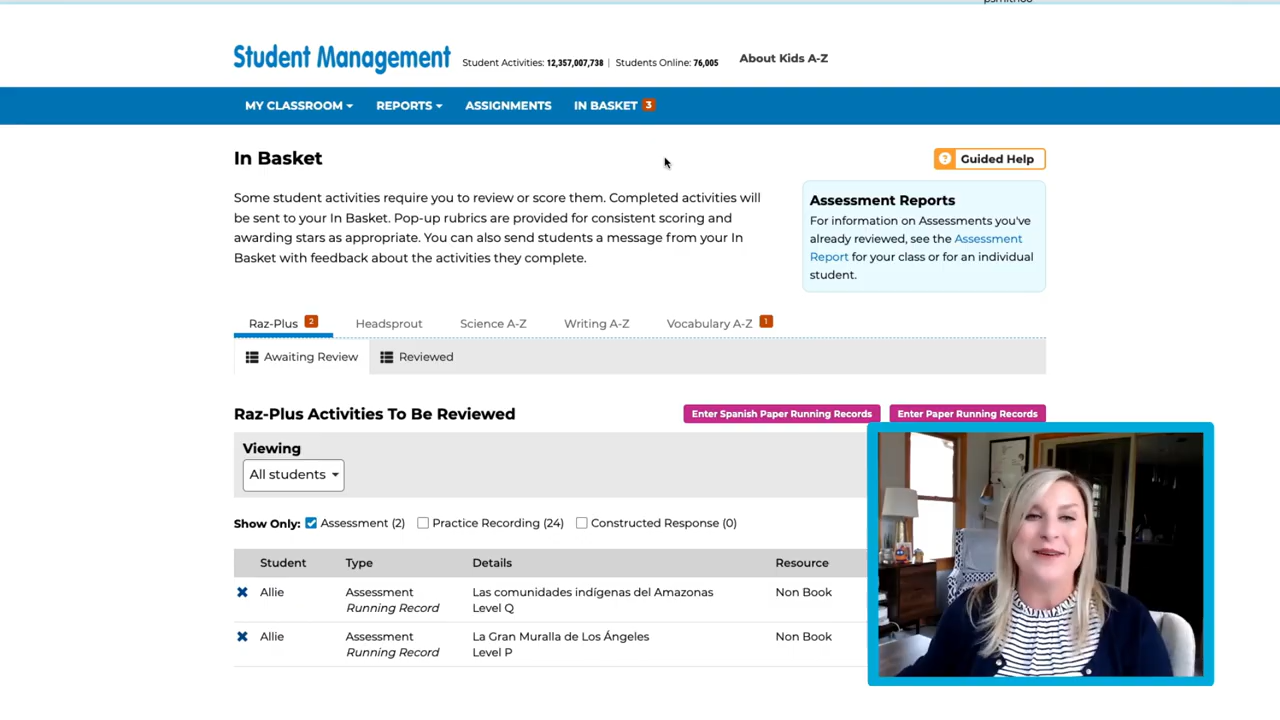 Student Management Student Activities: 12,357,007,738 | Students Online: 76,005 About Kids A-Z
MY CLASSROOM REPORTS ASSIGNMENTS IN BASKET 3
In Basket
? Guided Help
Some student activities require you to review or score them. Completed activities will
be sent to your In Basket. Pop-up rubrics are provided for consistent scoring and
awarding stars as appropriate. You can also send students a message from your In
Basket with feedback about the activities they complete.
Assessment Reports
For information on Assessments you've
already reviewed, see the Assessment
Report for your class or for an individual
student.
Raz-Plus 2 Headsprout Science A-Z Writing A-Z Vocabulary A-Z 1
Awaiting Review Reviewed
Raz-Plus Activities To Be Reviewed Enter Spanish Paper Running Records Enter Paper Running Records
Viewing
All students
Show Only: Assessment (2) Practice Recording (24) Constructed Response (0)
Student Type Details Resource
Allie Assessment Las comunidades indígenas del Amazonas Non Book
Running Record Level Q
Allie Assessment La Gran Muralla de Los Ángeles Non Book
Running Record Level P